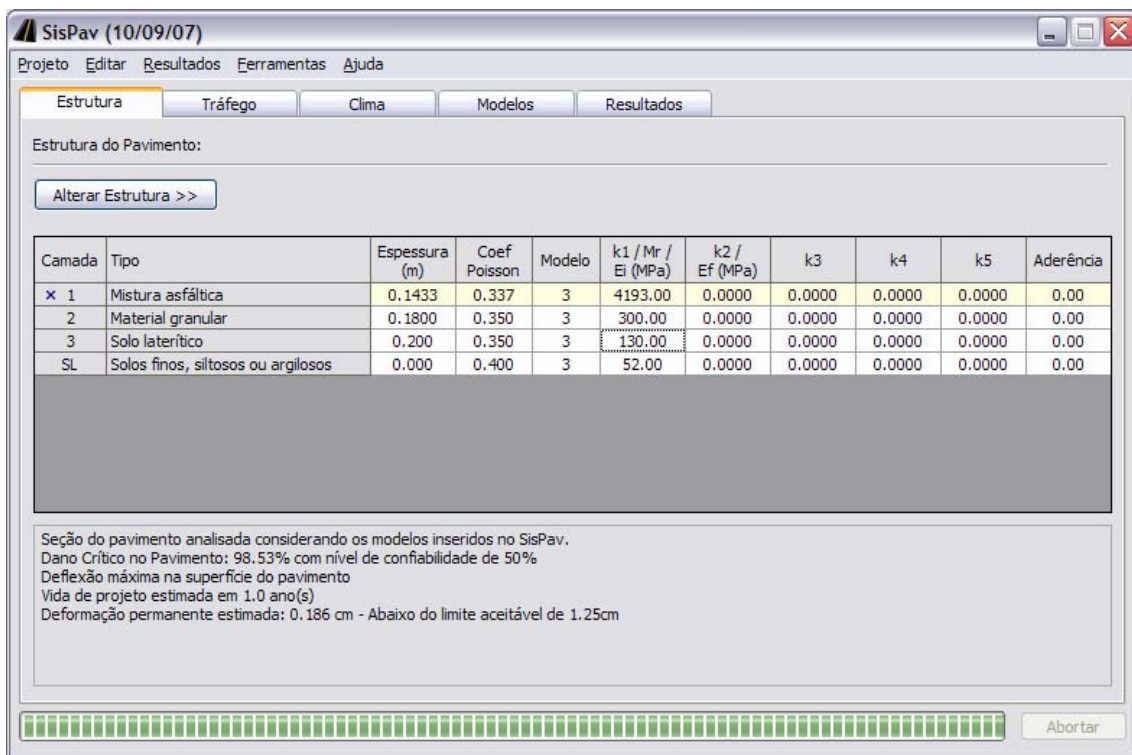 SisPav (10/09/07)
Projeto Editar Resultados Ferramentas Ajuda
Estrutura Tráfego Clima Modelos Resultados
Estrutura do Pavimento:
Alterar Estrutura >>
Camada Tipo Espessura (m) Coef Poisson Modelo k1 / Mr / Ei (MPa) k2 / Ef (MPa) k3 k4 k5 Aderência
× 1 Mistura asfáltica 0.1433 0.337 3 4193.00 0.0000 0.0000 0.0000 0.0000 0.00
2 Material granular 0.1800 0.350 3 300.00 0.0000 0.0000 0.0000 0.0000 0.00
3 Solo laterítico 0.200 0.350 3 130.00 0.0000 0.0000 0.0000 0.0000 0.00
SL Solos finos, siltosos ou argilosos 0.000 0.400 3 52.00 0.0000 0.0000 0.0000 0.0000 0.00
Seção do pavimento analisada considerando os modelos inseridos no SisPav.
Dano Crítico no Pavimento: 98.53% com nível de confiabilidade de 50%
Deflexão máxima na superfície do pavimento
Vida de projeto estimada em 1.0 ano(s)
Deformação permanente estimada: 0.186 cm - Abaixo do limite aceitável de 1.25cm
Abortar